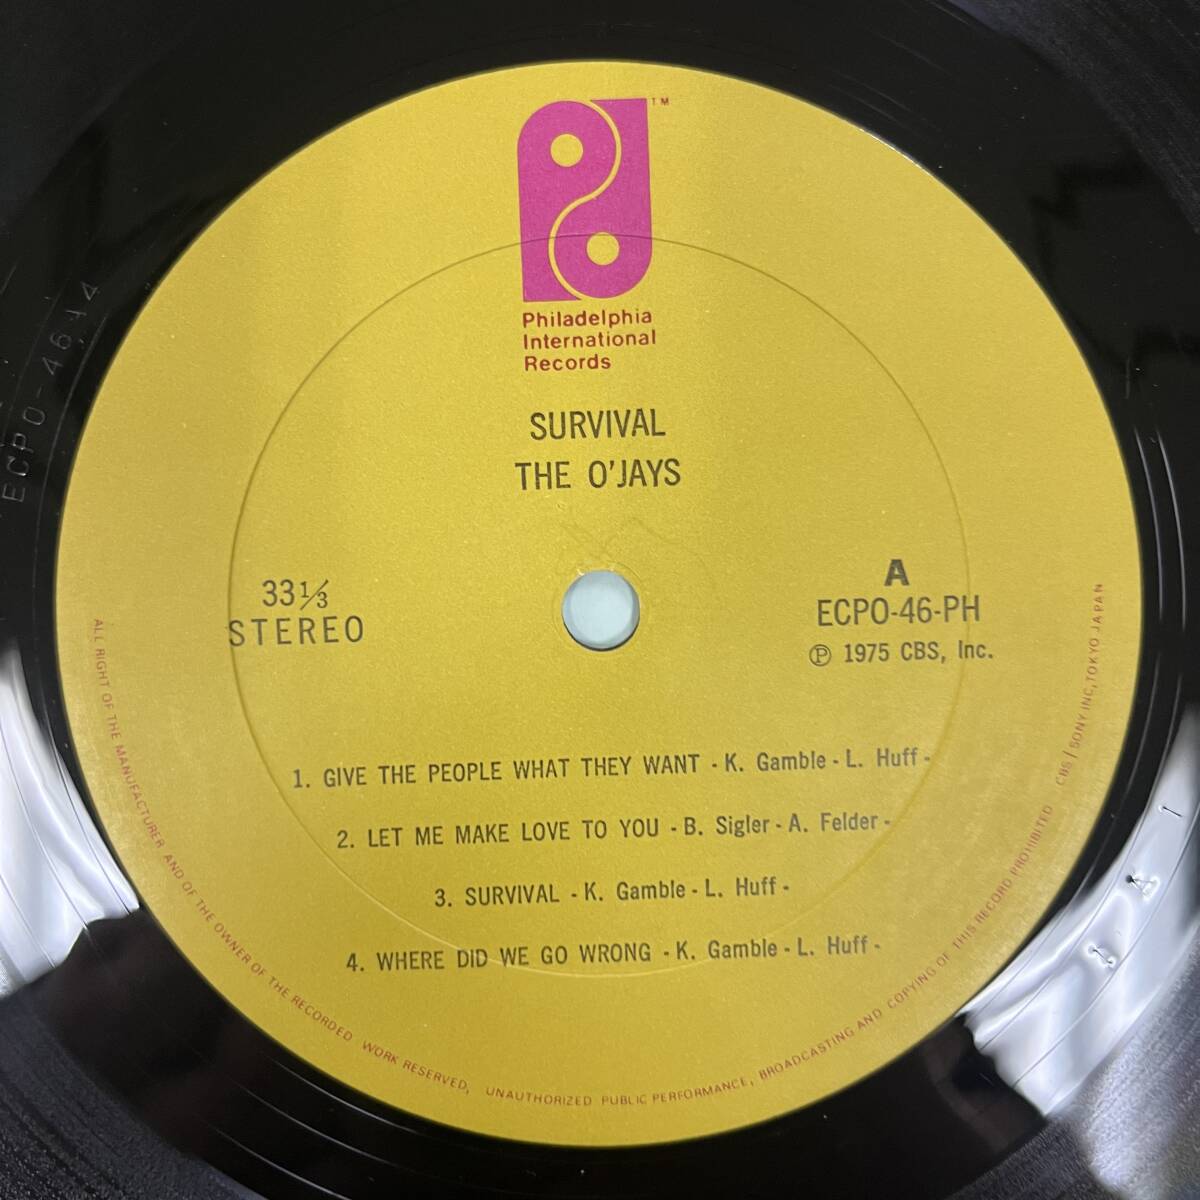 TM
Philadelphia
International
Records
SURVIVAL
THE O'JAYS
33 1/3
STEREO
A
ECPO-46-PH
Ⓟ 1975 CBS, Inc.
1. GIVE THE PEOPLE WHAT THEY WANT - K. Gamble - L. Huff -
2. LET ME MAKE LOVE TO YOU - B. Sigler - A. Felder -
3. SURVIVAL - K. Gamble - L. Huff -
4. WHERE DID WE GO WRONG - K. Gamble - L. Huff -
ALL RIGHT OF THE MANUFACTURER AND OF THE OWNER OF THE RECORDED WORK RESERVED, UNAUTHORIZED PUBLIC PERFORMANCE, BROADCASTING AND COPYING OF THIS RECORD PROHIBITED CBS/SONY INC, TOKYO JAPAN